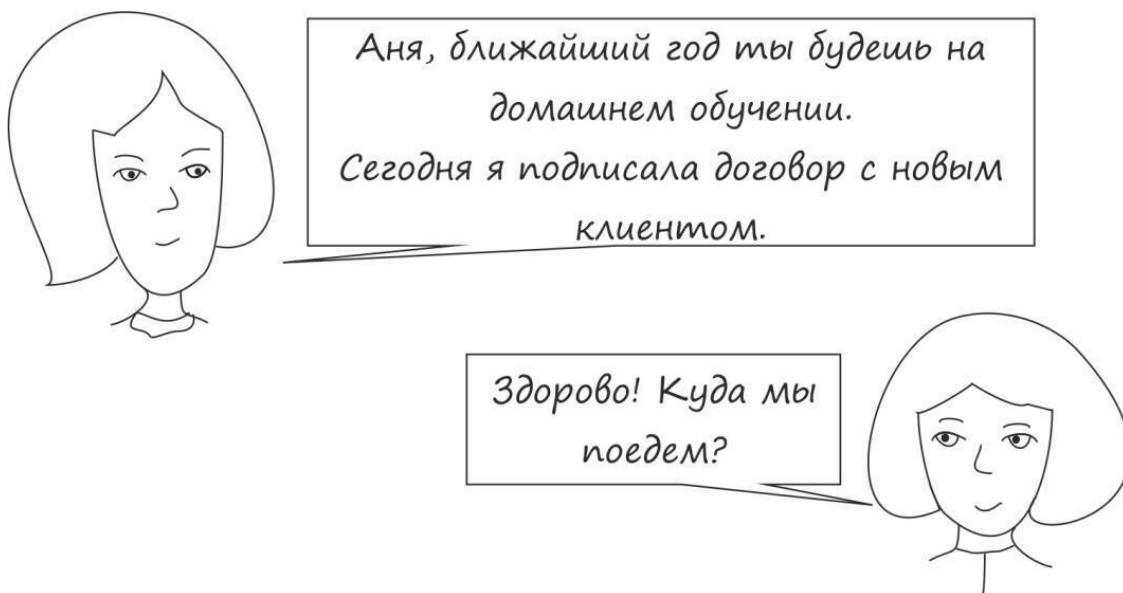 Аня, ближайший год ты будешь на
домашнем обучении.
Сегодня я подписала договор с новым
клиентом.
Здорово! Куда мы
поедем?